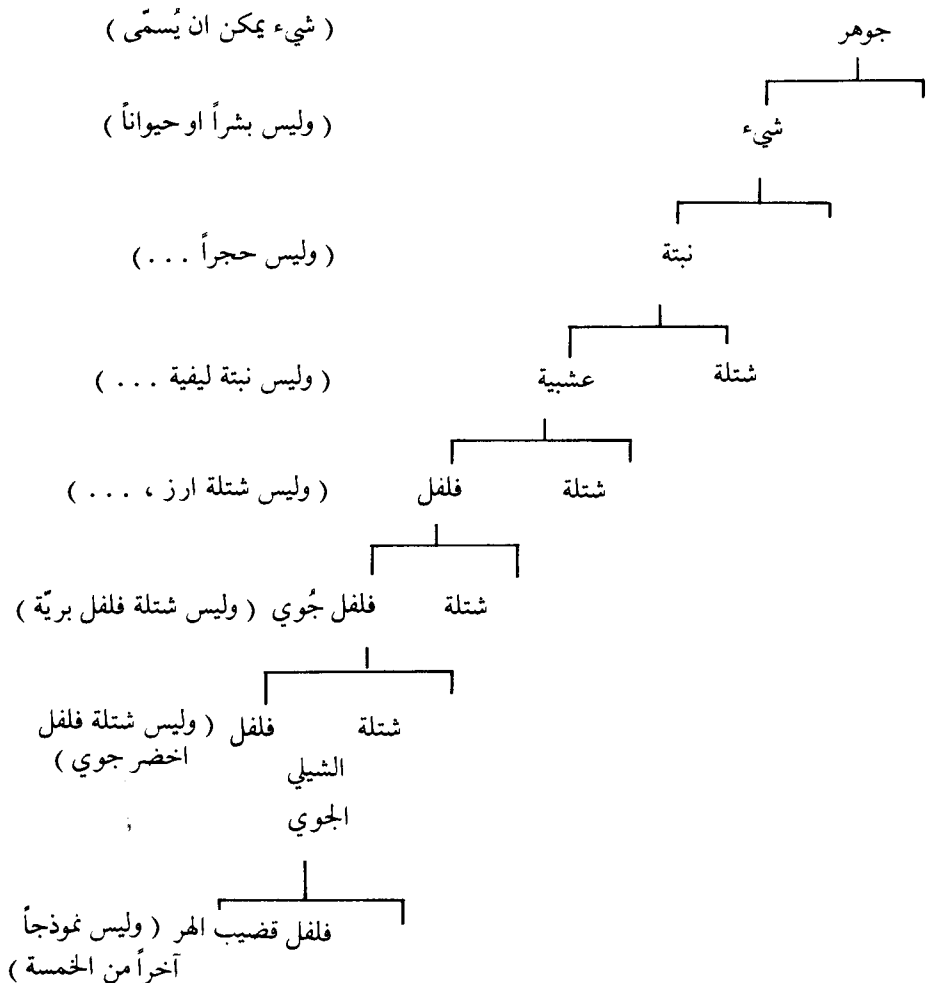 جوهر ( شيء يمكن ان يُسمّى )
شيء ( وليس بشراً او حيواناً )
نبتة ( وليس حجراً . . . )
شتلة عشبية ( وليس نبتة ليفية . . . )
شتلة فلفل ( وليس شتلة ارز ، . . . )
شتلة فلفل جُوي ( وليس شتلة فلفل بريّة )
شتلة فلفل ( وليس شتلة فلفل
الشيلي اخضر جوي )
الجوي
فلفل قضيب الهر ( وليس نموذجاً
آخراً من الخمسة )